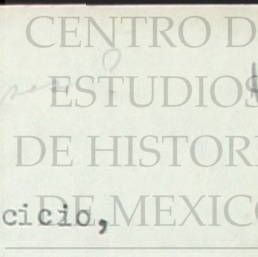 CENTRO D
ESTUDIOS
DE HISTORI
cicio, DE MEXICO